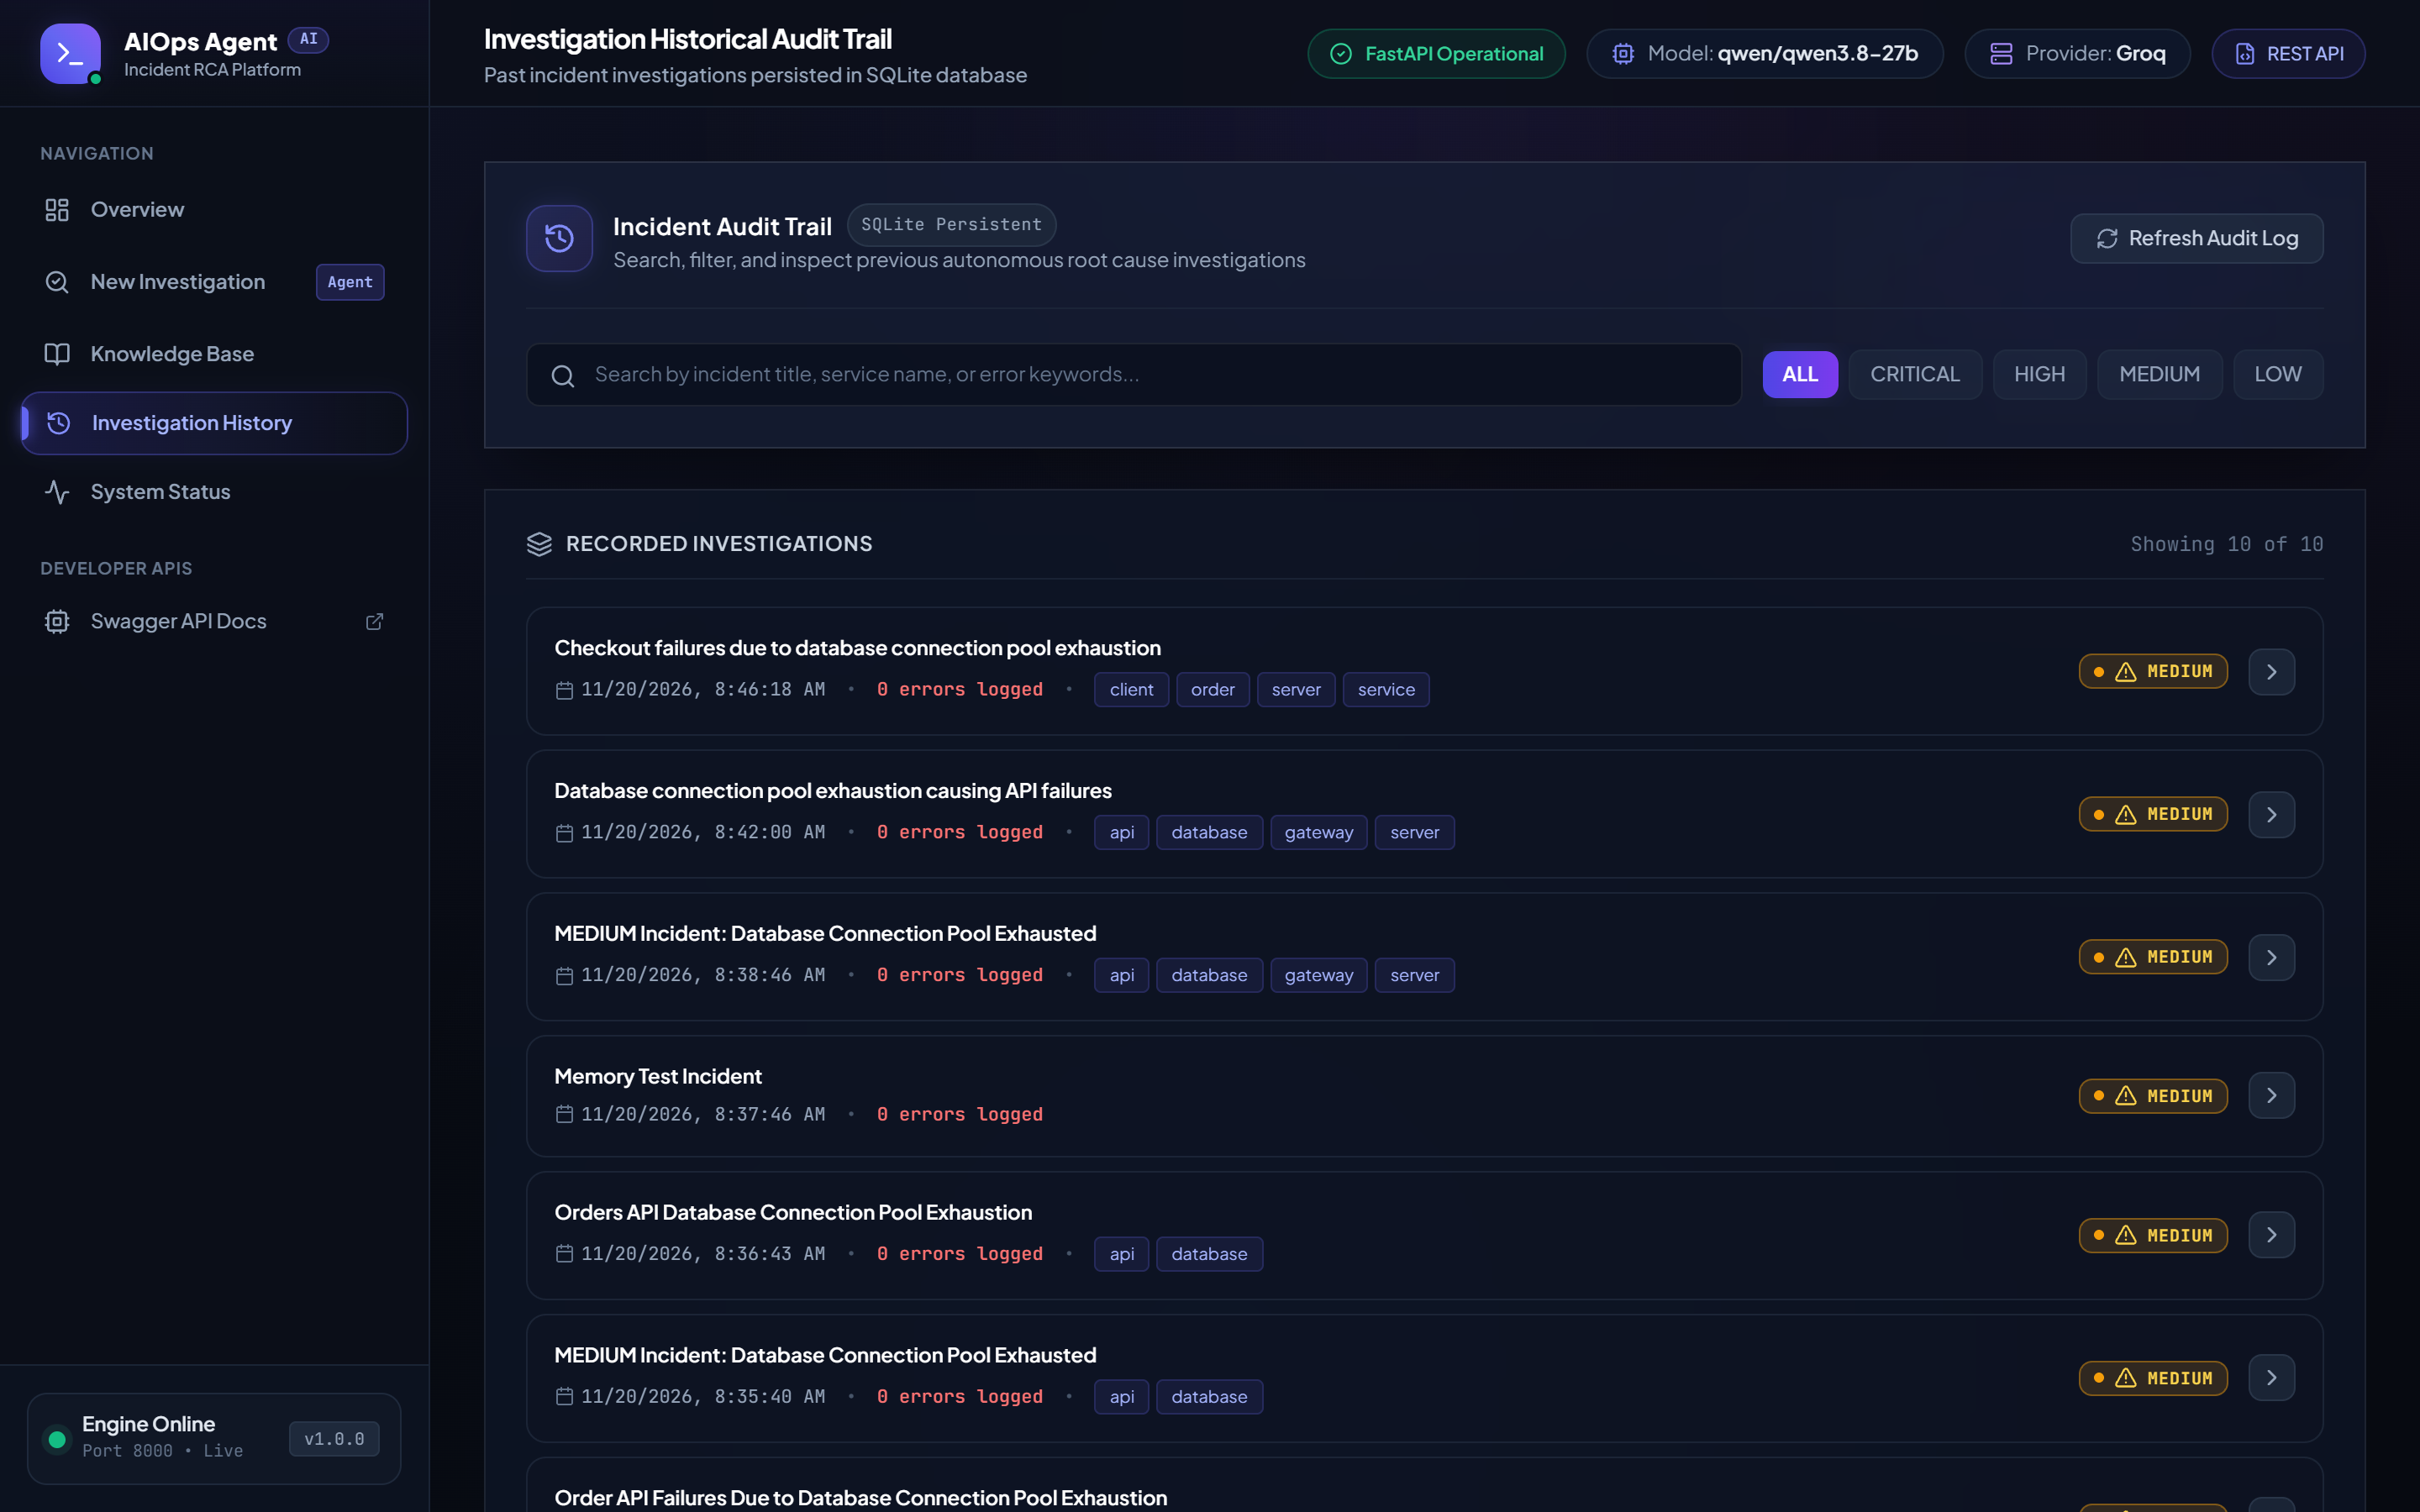 AIOps Agent AI
Incident RCA Platform
NAVIGATION
Overview
New Investigation Agent
Knowledge Base
Investigation History
System Status
DEVELOPER APIS
Swagger API Docs
Engine Online
Port 8000 • Live
v1.0.0
Investigation Historical Audit Trail
Past incident investigations persisted in SQLite database
FastAPI Operational
Model: qwen/qwen3.8-27b
Provider: Groq
REST API
Incident Audit Trail SQLite Persistent
Search, filter, and inspect previous autonomous root cause investigations
Refresh Audit Log
Search by incident title, service name, or error keywords...
ALL CRITICAL HIGH MEDIUM LOW
RECORDED INVESTIGATIONS
Showing 10 of 10
Checkout failures due to database connection pool exhaustion
11/20/2026, 8:46:18 AM • 0 errors logged • client order server service
MEDIUM
Database connection pool exhaustion causing API failures
11/20/2026, 8:42:00 AM • 0 errors logged • api database gateway server
MEDIUM
MEDIUM Incident: Database Connection Pool Exhausted
11/20/2026, 8:38:46 AM • 0 errors logged • api database gateway server
MEDIUM
Memory Test Incident
11/20/2026, 8:37:46 AM • 0 errors logged
MEDIUM
Orders API Database Connection Pool Exhaustion
11/20/2026, 8:36:43 AM • 0 errors logged • api database
MEDIUM
MEDIUM Incident: Database Connection Pool Exhausted
11/20/2026, 8:35:40 AM • 0 errors logged • api database
MEDIUM
Order API Failures Due to Database Connection Pool Exhaustion